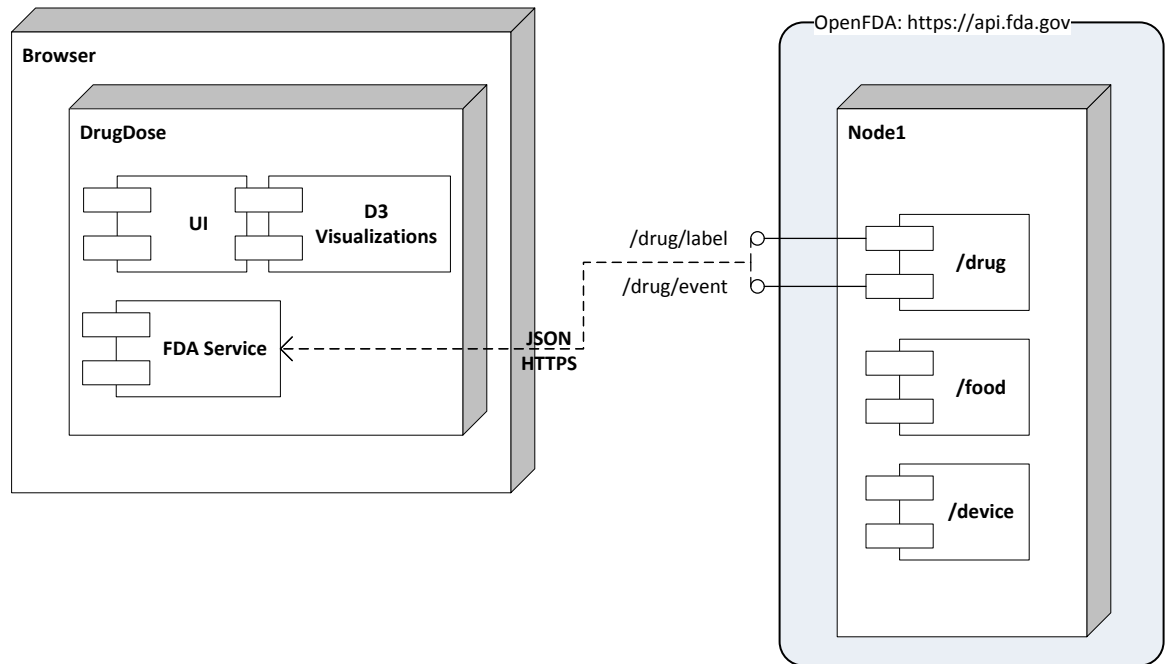 OpenFDA: https://api.fda.gov
Browser
DrugDose
UI
D3
Visualizations
FDA Service
JSON
HTTPS
/drug/label
/drug/event
Node1
/drug
/food
/device